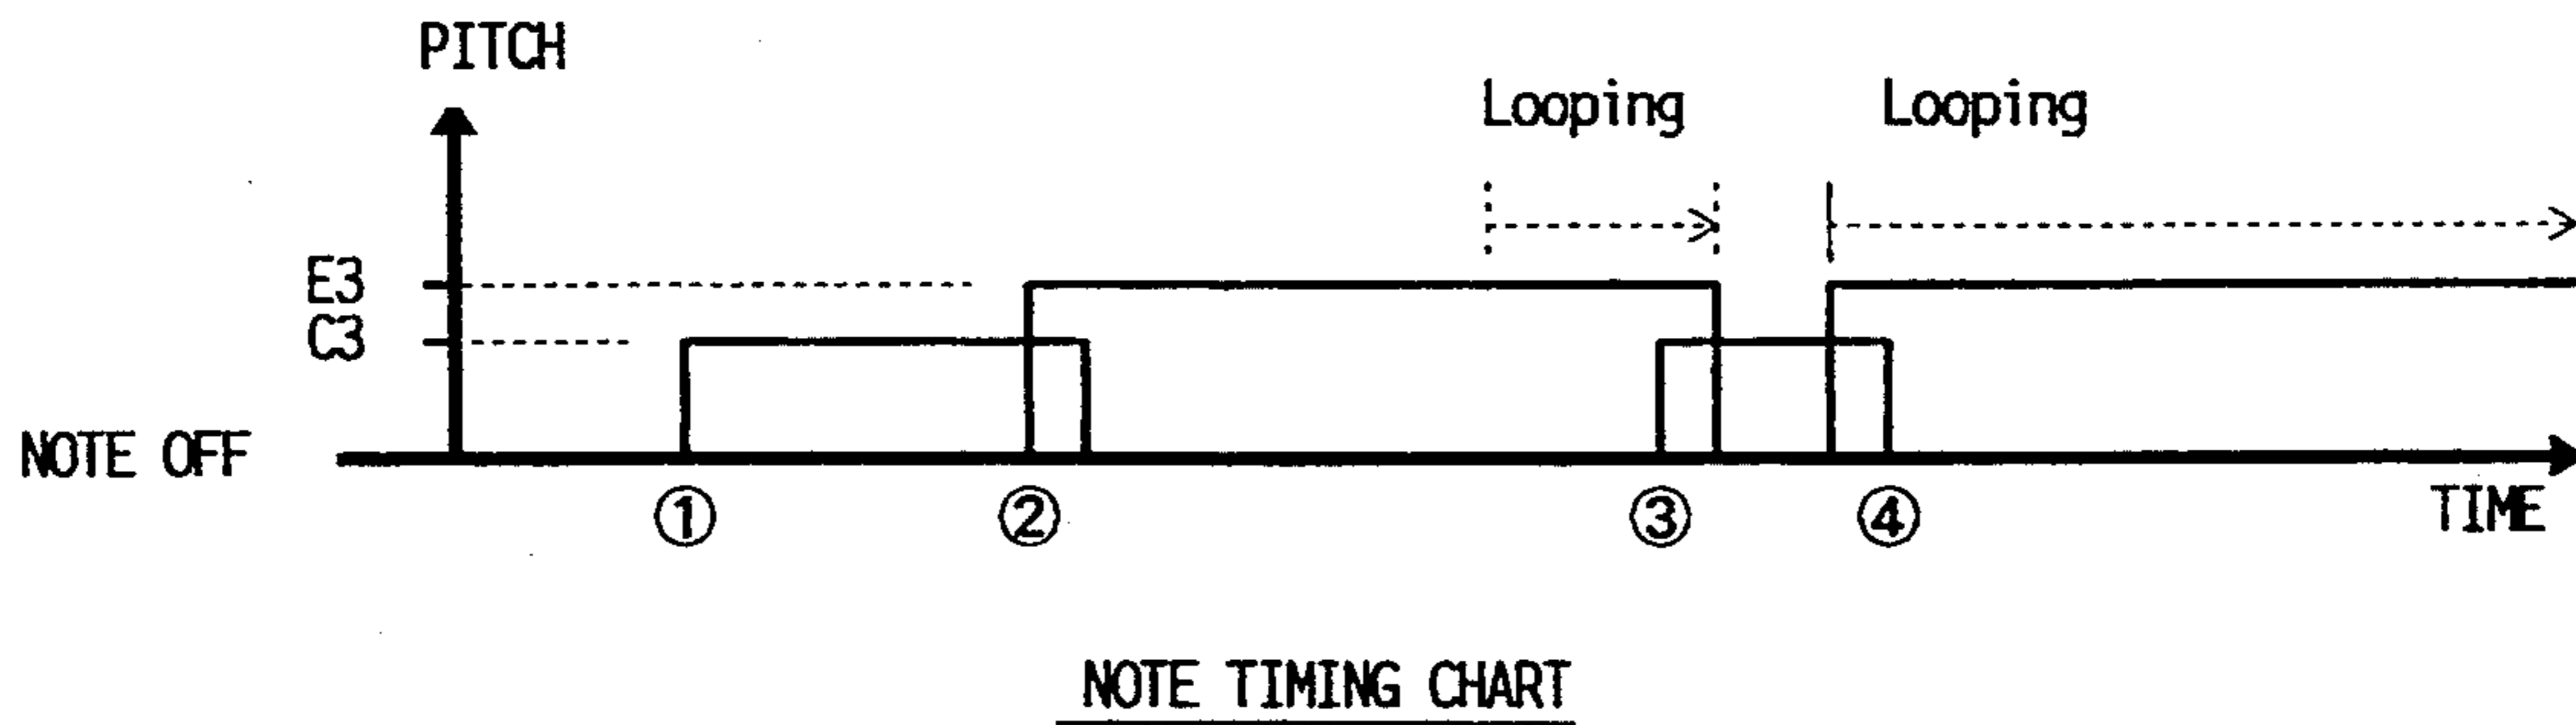 PITCH
Looping Looping
E3
C3
NOTE OFF
① ② ③ ④
TIME
NOTE TIMING CHART